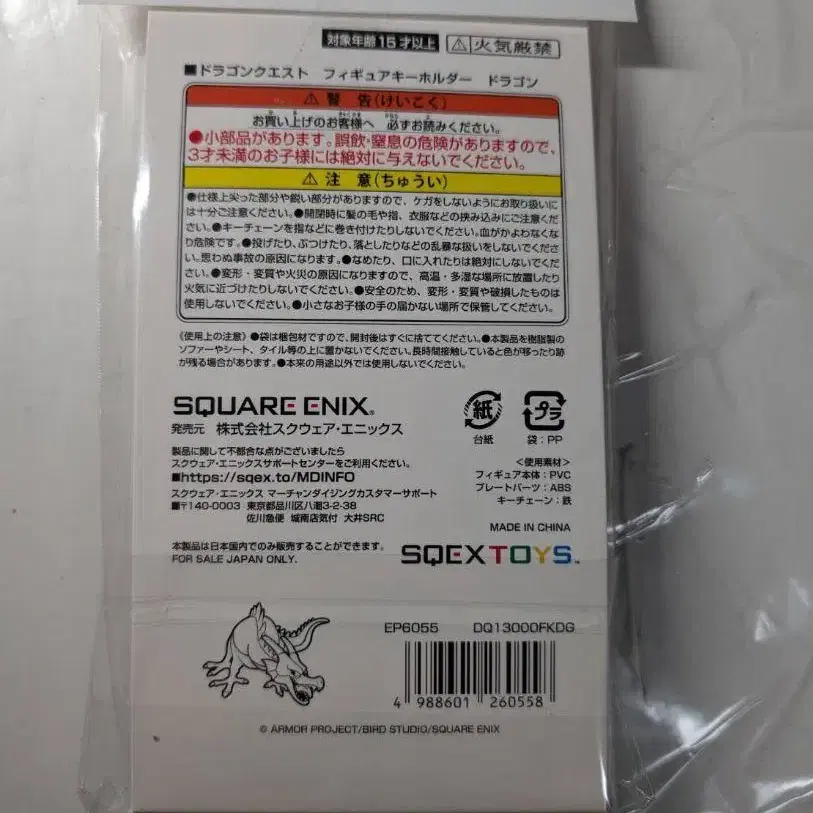 対象年齢15才以上 ⚠火気厳禁
■ドラゴンクエスト フィギュアキーホルダー ドラゴン
⚠ 警 告(けいこく)
お買い上げのお客様へ 必ずお読みください。
●小部品があります。誤飲・窒息の危険がありますので、
3才未満のお子様には絶対に与えないでください。
⚠ 注 意(ちゅうい)
●仕様上尖った部分や鋭い部分がありますので、ケガをしないようにお取り扱いに
は十分ご注意ください。●開閉時に髪の毛や指、衣服などの挟み込みにご注意くだ
さい。●キーチェーンを指などに巻き付けたりしないでください。血がかよわなくな
り危険です。●投げたり、ぶつけたり、落としたりなどの乱暴な扱いをしないでくださ
い。思わぬ事故の原因になります。●なめたり、口に入れたりは絶対にしないでくださ
い。●変形・変質や火災の原因になりますので、高温・多湿な場所に放置したり
火気に近づけたりしないでください。●安全のため、変形・変質や破損したものは
使用しないでください。●小さなお子様の手の届かない場所で保管してください。
《使用上の注意》●袋は梱包材ですので、開封後はすぐに捨ててください。●本製品を樹脂製の
ソファーやシート、タイル等の上に置かないでください。長時間接触していると色が移ったり跡
が残る場合があります。●本来の用途以外では使用しないでください。
SQUARE ENIX®
発売元 株式会社スクウェア・エニックス
紙
台紙
プラ
袋:PP
製品に関して不都合な点がございましたら
スクウェア・エニックスサポートセンターをご利用ください。
■https://sqex.to/MDINFO
スクウェア・エニックス マーチャンダイジングカスタマーサポート
■〒140-0003 東京都品川区八潮3-2-38
佐川急便 城南店気付 大井SRC
<使用素材>
フィギュア本体:PVC
プレートパーツ:ABS
キーチェーン:鉄
MADE IN CHINA
本製品は日本国内でのみ販売することができます。
FOR SALE JAPAN ONLY.
SQEXTOYS™
EP6055 DQ13000FKDG
4 988601 260558
© ARMOR PROJECT/BIRD STUDIO/SQUARE ENIX